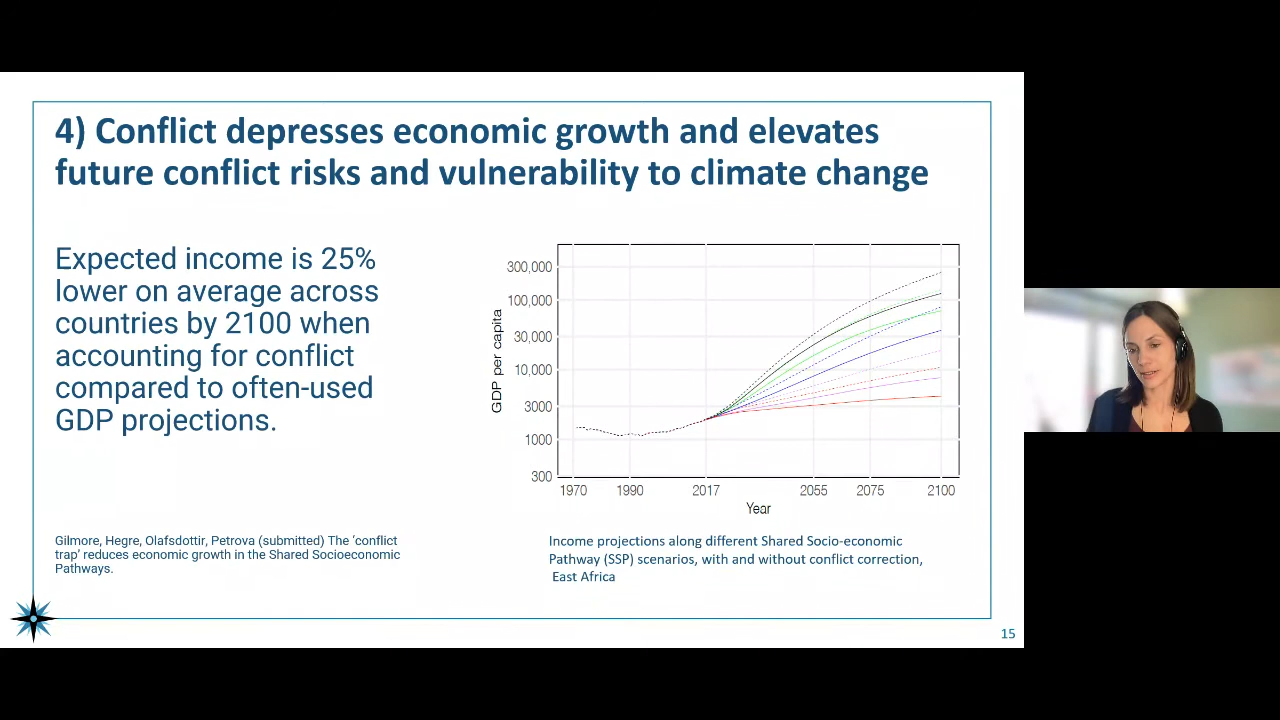 4) Conflict depresses economic growth and elevates
future conflict risks and vulnerability to climate change
Expected income is 25%
lower on average across
countries by 2100 when
accounting for conflict
compared to often-used
GDP projections.
GDP per capita
300,000
100,000
30,000
10,000
3000
1000
300
1970 1990 2017 2055 2075 2100
Year
Gilmore, Hegre, Olafsdottir, Petrova (submitted) The ‘conflict
trap’ reduces economic growth in the Shared Socioeconomic
Pathways.
Income projections along different Shared Socio-economic
Pathway (SSP) scenarios, with and without conflict correction,
East Africa
15